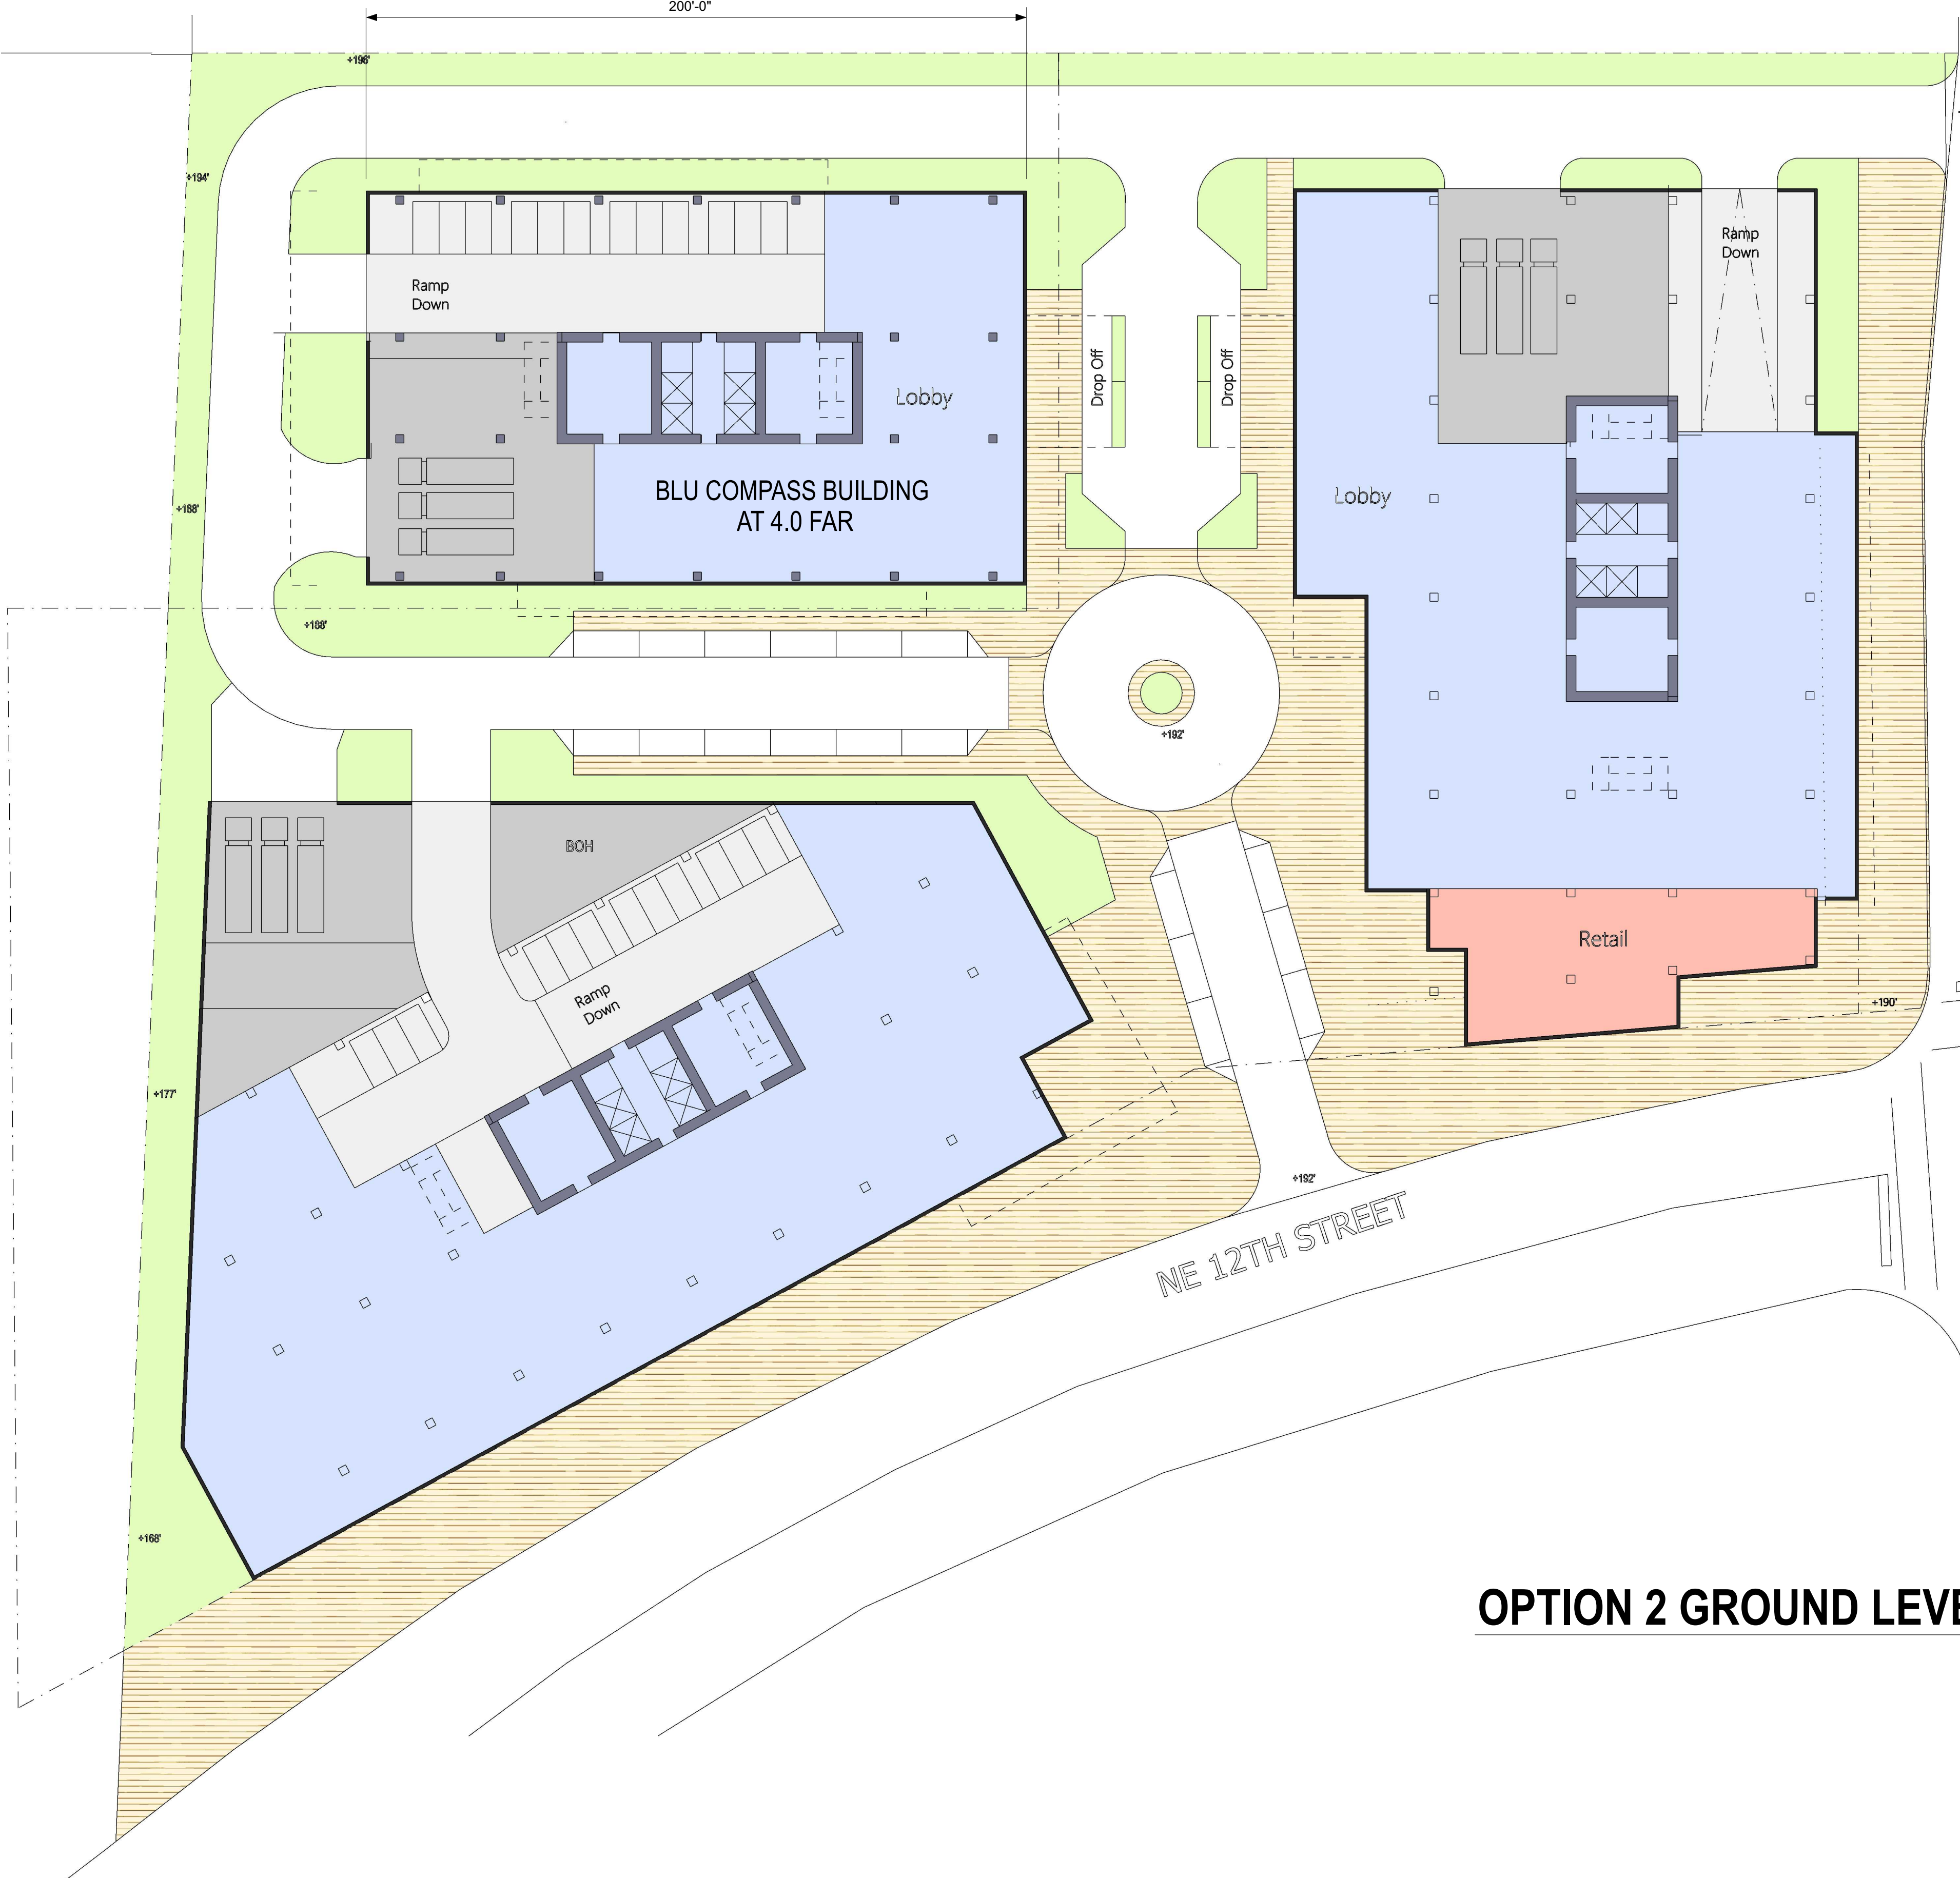 200'-0"
+196'
+194'
Ramp
Down
Ramp
Down
Drop Off
Drop Off
Lobby
BLU COMPASS BUILDING
AT 4.0 FAR
Lobby
+188'
+188'
+192'
BOH
Retail
Ramp
Down
+190'
+177'
+192'
NE 12TH STREET
+168'
OPTION 2 GROUND LEVE